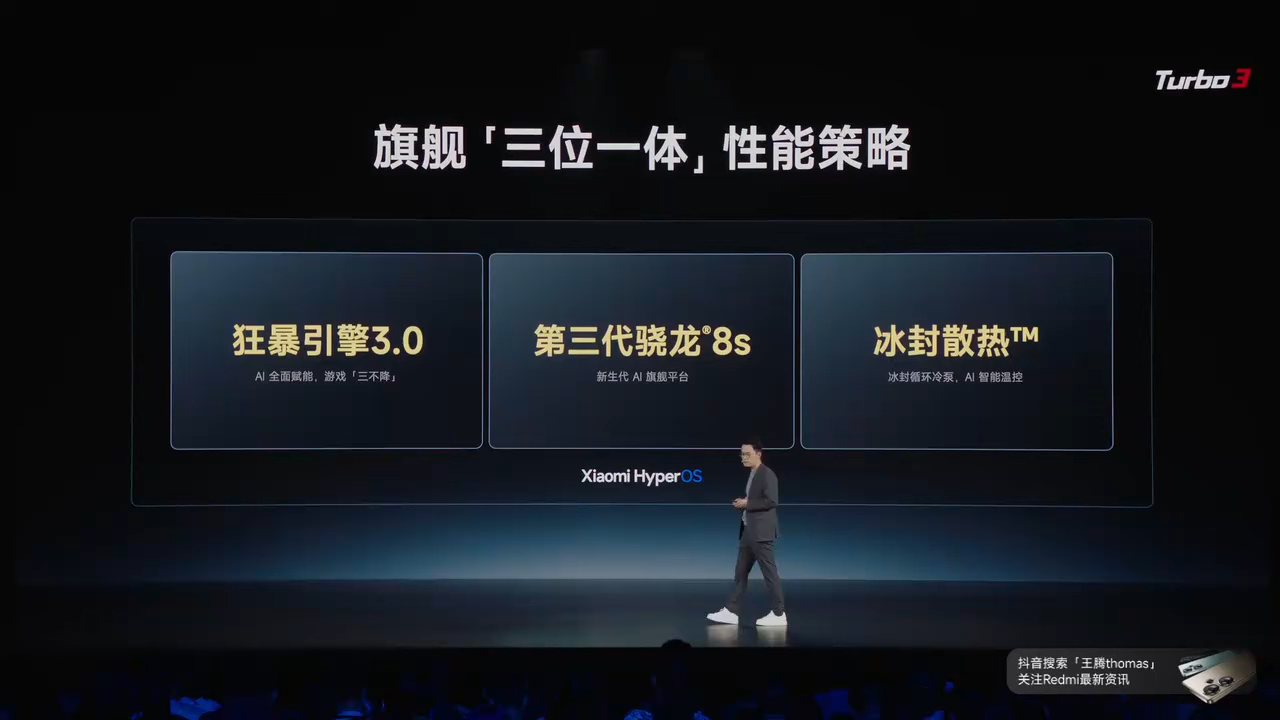 Turbo 3
旗舰「三位一体」性能策略
狂暴引擎3.0
AI 全面赋能，游戏「三不降」
第三代骁龙®8s
新生代 AI 旗舰平台
冰封散热™
冰封循环冷泵，AI 智能温控
Xiaomi HyperOS
抖音搜索「王腾thomas」
关注Redmi最新资讯